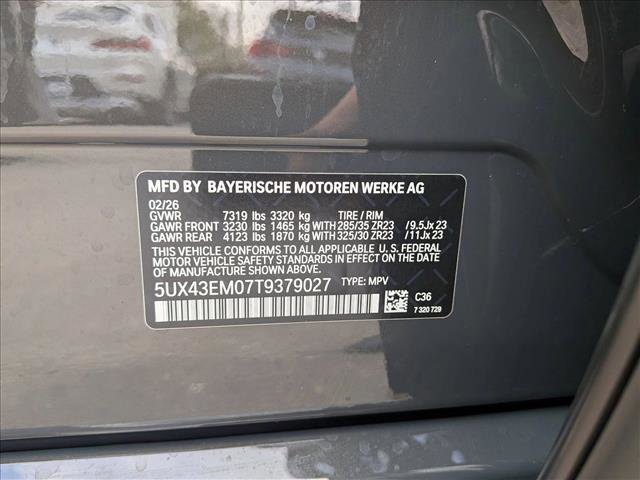 MFD BY BAYERISCHE MOTOREN WERKE AG
02/26
GVWR 7319 lbs 3320 kg TIRE / RIM
GAWR FRONT 3230 lbs 1465 kg WITH 285/35 ZR23 / 9.5Jx23
GAWR REAR 4123 lbs 1870 kg WITH 325/30 ZR23 / 11Jx23
THIS VEHICLE CONFORMS TO ALL APPLICABLE U. S. FEDERAL
MOTOR VEHICLE SAFETY STANDARDS IN EFFECT ON THE DATE
OF MANUFACTURE SHOWN ABOVE.
5UX43EM07T9379027 TYPE: MPV
C36
7 320 729